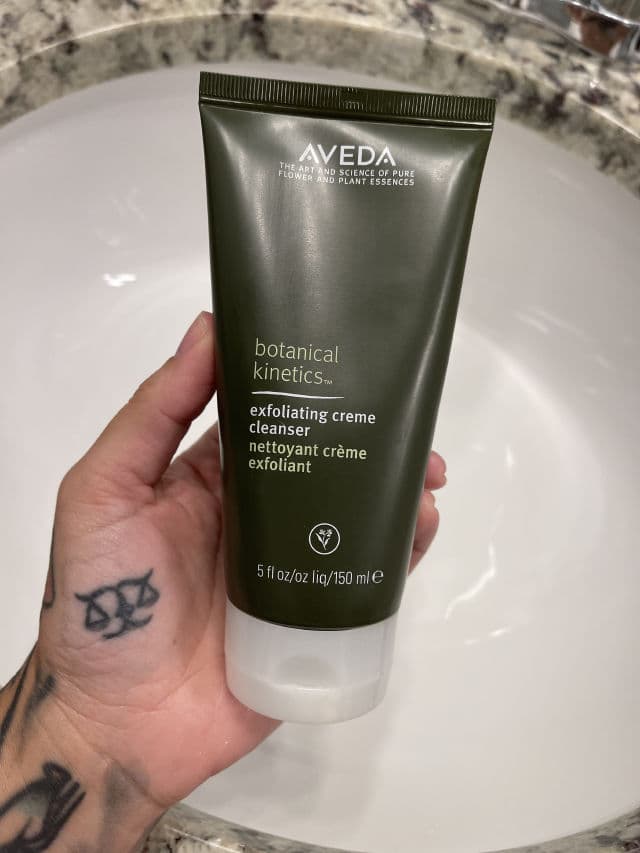 AVEDA
THE ART AND SCIENCE OF PURE
FLOWER AND PLANT ESSENCES
botanical
kinetics™
exfoliating creme
cleanser
nettoyant crème
exfoliant
5 fl oz/oz liq/150 ml ℮